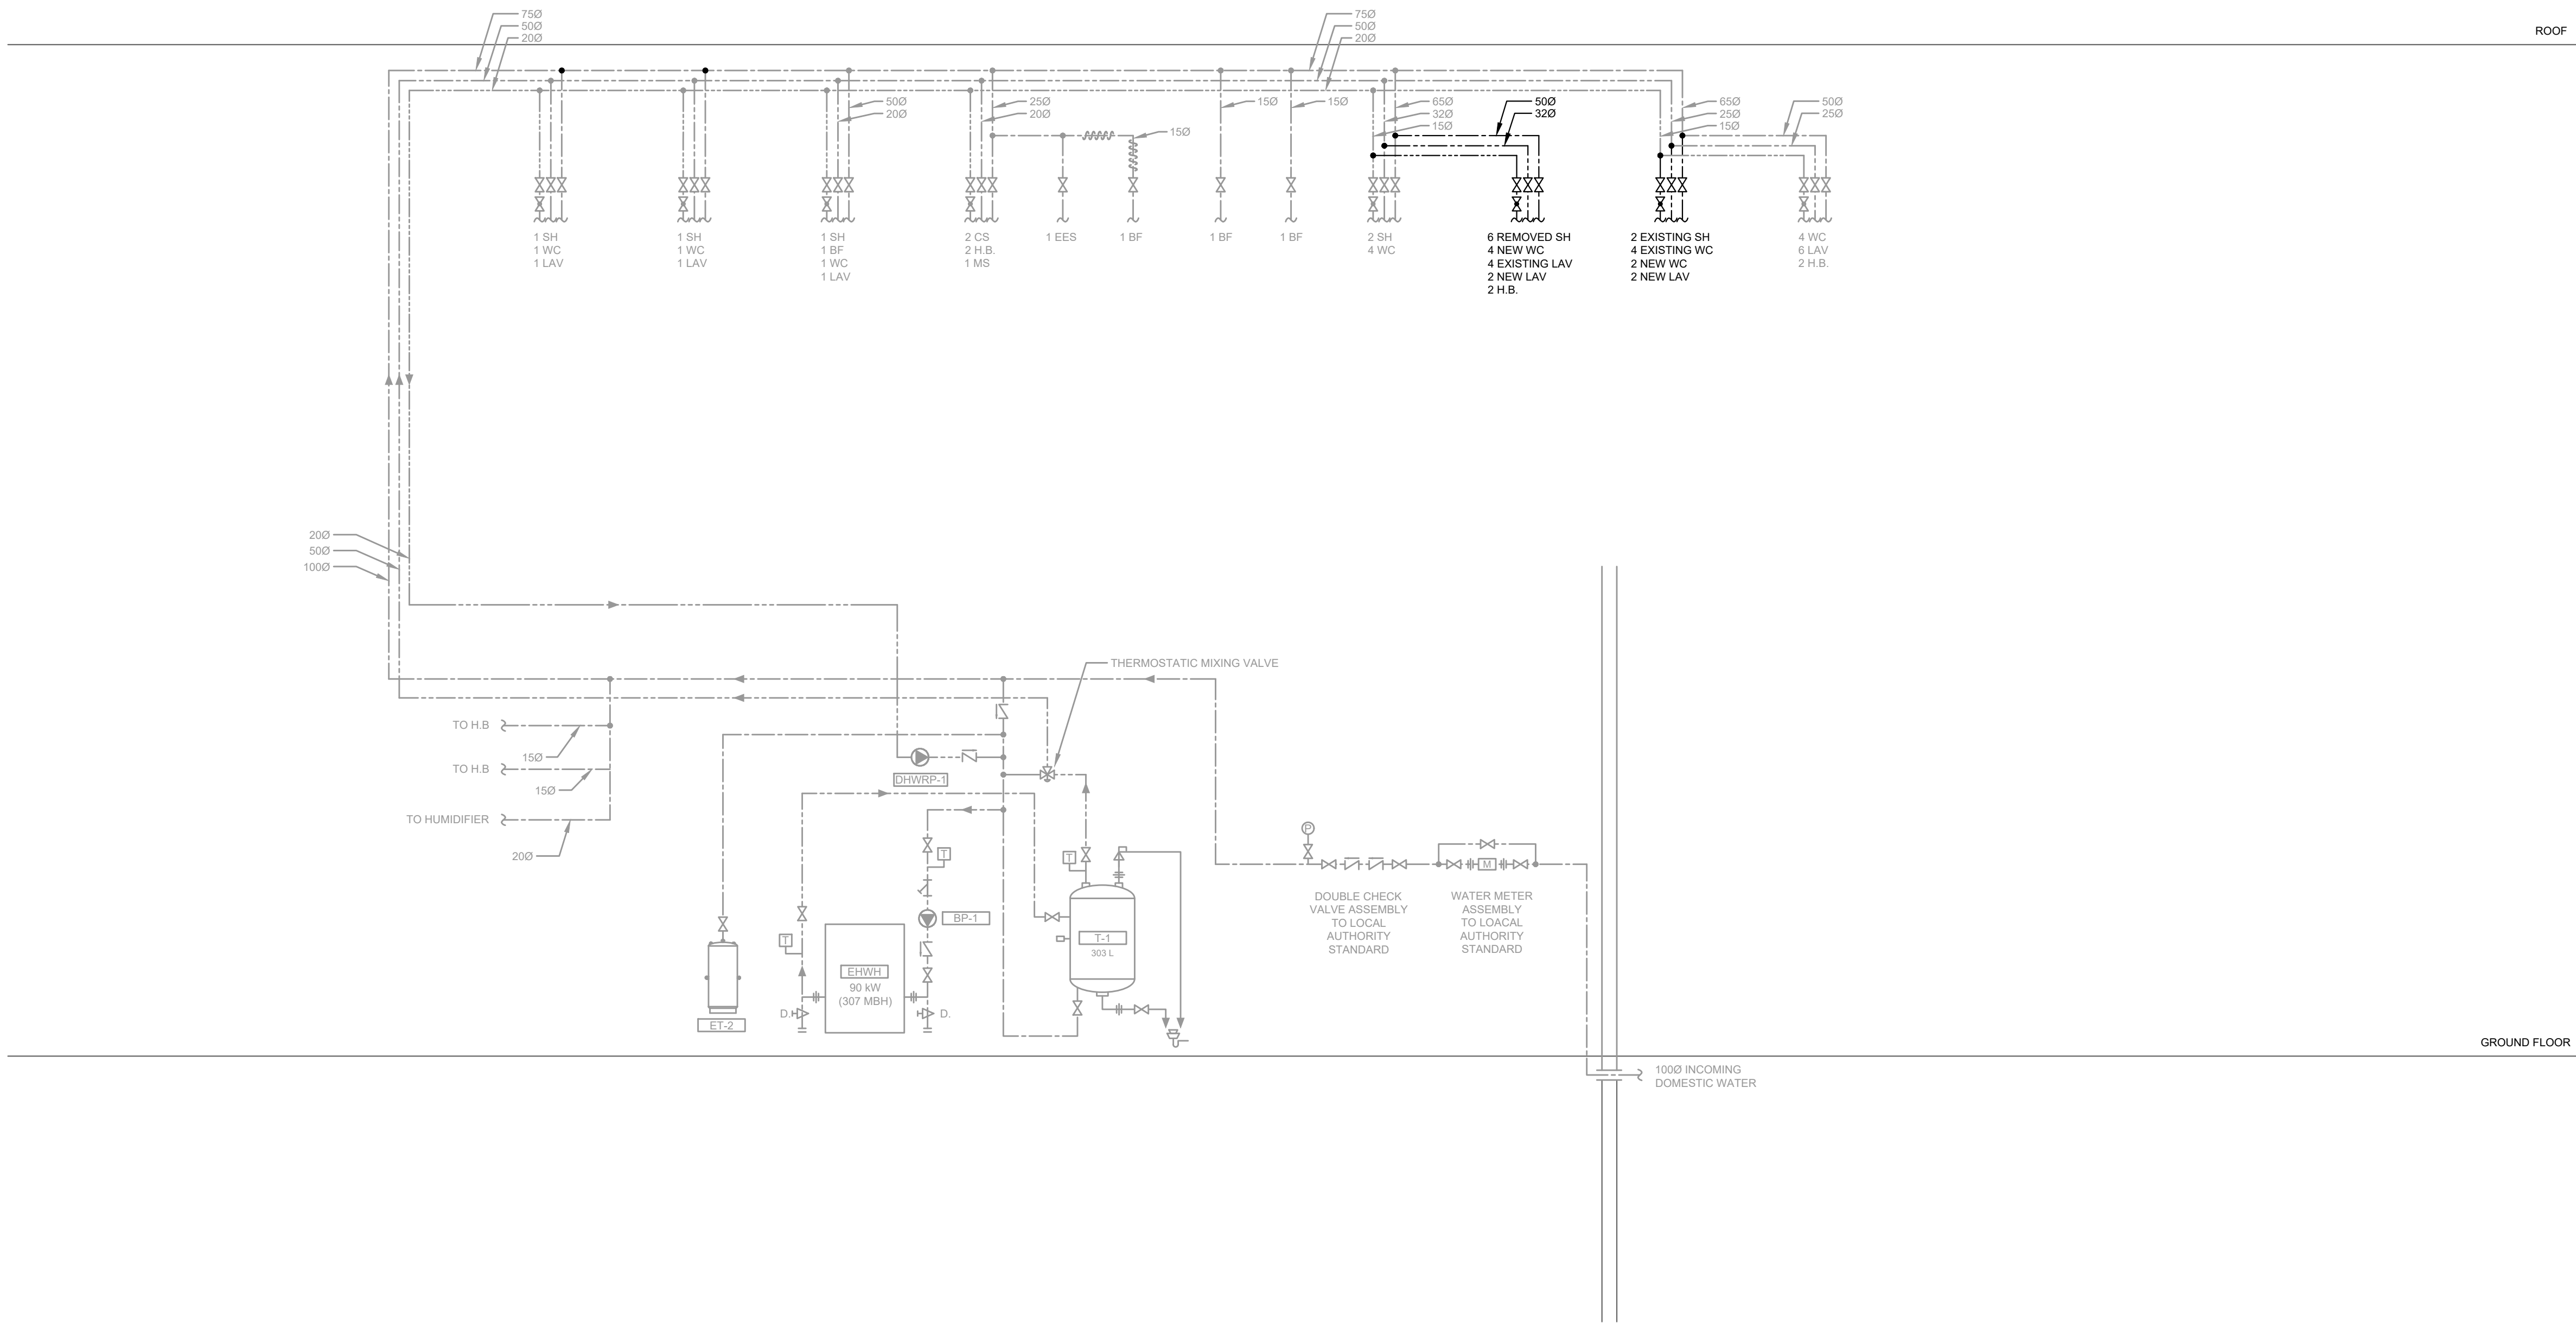 75Ø
50Ø
20Ø
75Ø
50Ø
20Ø
ROOF
50Ø
20Ø
25Ø
20Ø
15Ø
15Ø
15Ø
65Ø
32Ø
15Ø
50Ø
32Ø
65Ø
25Ø
15Ø
50Ø
25Ø
1 SH
1 WC
1 LAV
1 SH
1 WC
1 LAV
1 SH
1 BF
1 WC
1 LAV
2 CS
2 H.B.
1 MS
1 EES
1 BF
1 BF
1 BF
2 SH
4 WC
6 REMOVED SH
4 NEW WC
4 EXISTING LAV
2 NEW LAV
2 H.B.
2 EXISTING SH
4 EXISTING WC
2 NEW WC
2 NEW LAV
4 WC
6 LAV
2 H.B.
20Ø
50Ø
100Ø
THERMOSTATIC MIXING VALVE
TO H.B
15Ø
TO H.B
15Ø
TO HUMIDIFIER
20Ø
DHWRP-1
T
T
P
M
BP-1
T
T-1
303 L
EHWH
90 kW
(307 MBH)
D.
D.
ET-2
DOUBLE CHECK
VALVE ASSEMBLY
TO LOCAL
AUTHORITY
STANDARD
WATER METER
ASSEMBLY
TO LOACAL
AUTHORITY
STANDARD
GROUND FLOOR
100Ø INCOMING
DOMESTIC WATER